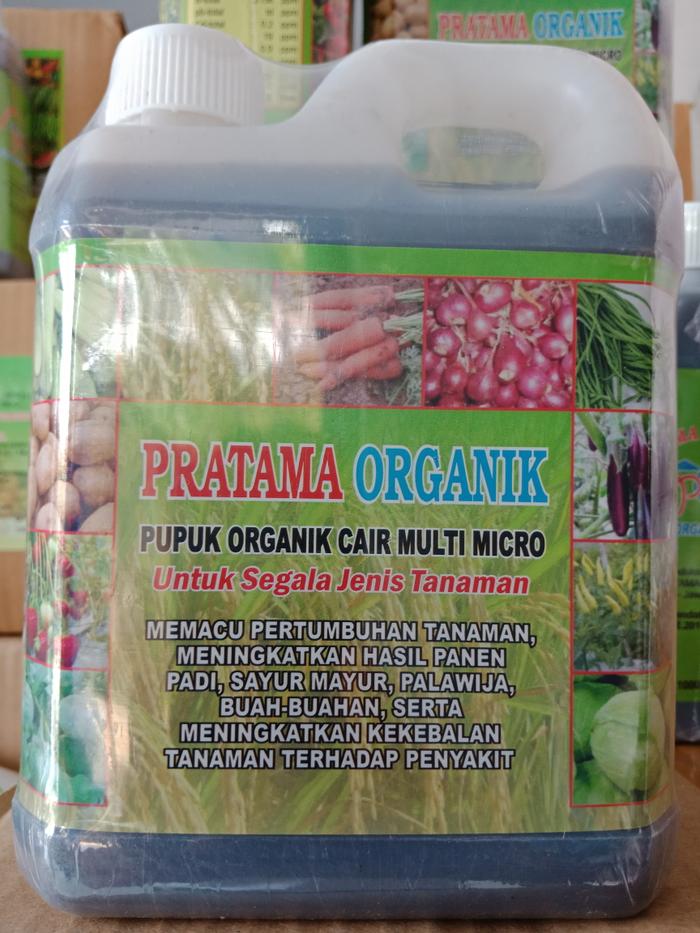 PRATAMA ORGANIK
PRATAMA ORGANIK
PUPUK ORGANIK CAIR MULTI MICRO
Untuk Segala Jenis Tanaman
MEMACU PERTUMBUHAN TANAMAN,
MENINGKATKAN HASIL PANEN
PADI, SAYUR MAYUR, PALAWIJA,
BUAH-BUAHAN, SERTA
MENINGKATKAN KEKEBALAN
TANAMAN TERHADAP PENYAKIT